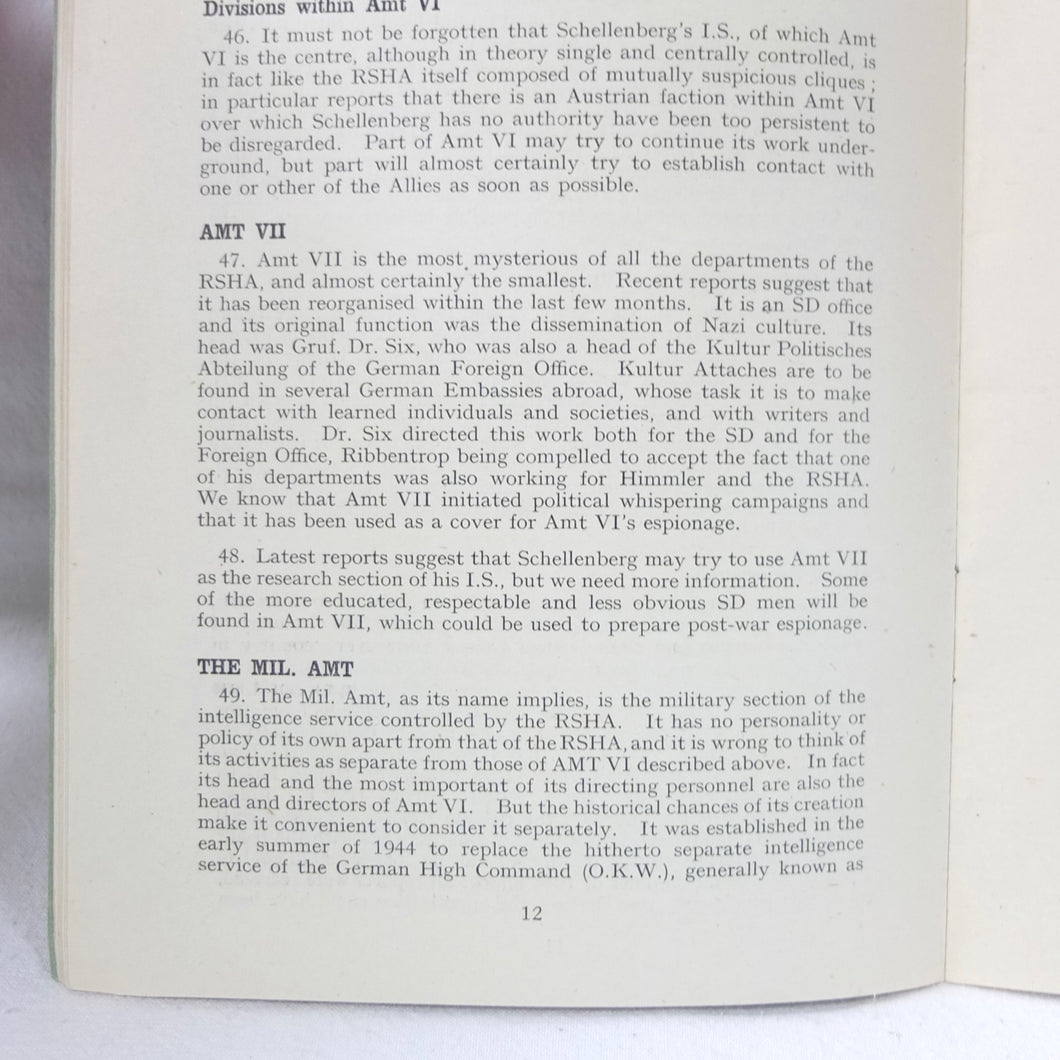 Divisions within Amt VI
46. It must not be forgotten that Schellenberg's I.S., of which Amt
VI is the centre, although in theory single and centrally controlled, is
in fact like the RSHA itself composed of mutually suspicious cliques ;
in particular reports that there is an Austrian faction within Amt VI
over which Schellenberg has no authority have been too persistent to
be disregarded. Part of Amt VI may try to continue its work under-
ground, but part will almost certainly try to establish contact with
one or other of the Allies as soon as possible.
AMT VII
47. Amt VII is the most mysterious of all the departments of the
RSHA, and almost certainly the smallest. Recent reports suggest that
it has been reorganised within the last few months. It is an SD office
and its original function was the dissemination of Nazi culture. Its
head was Gruf. Dr. Six, who was also a head of the Kultur Politisches
Abteilung of the German Foreign Office. Kultur Attaches are to be
found in several German Embassies abroad, whose task it is to make
contact with learned individuals and societies, and with writers and
journalists. Dr. Six directed this work both for the SD and for the
Foreign Office, Ribbentrop being compelled to accept the fact that one
of his departments was also working for Himmler and the RSHA.
We know that Amt VII initiated political whispering campaigns and
that it has been used as a cover for Amt VI's espionage.
48. Latest reports suggest that Schellenberg may try to use Amt VII
as the research section of his I.S., but we need more information. Some
of the more educated, respectable and less obvious SD men will be
found in Amt VII, which could be used to prepare post-war espionage.
THE MIL. AMT
49. The Mil. Amt, as its name implies, is the military section of the
intelligence service controlled by the RSHA. It has no personality or
policy of its own apart from that of the RSHA, and it is wrong to think of
its activities as separate from those of AMT VI described above. In fact
its head and the most important of its directing personnel are also the
head and directors of Amt VI. But the historical chances of its creation
make it convenient to consider it separately. It was established in the
early summer of 1944 to replace the hitherto separate intelligence
service of the German High Command (O.K.W.), generally known as
12